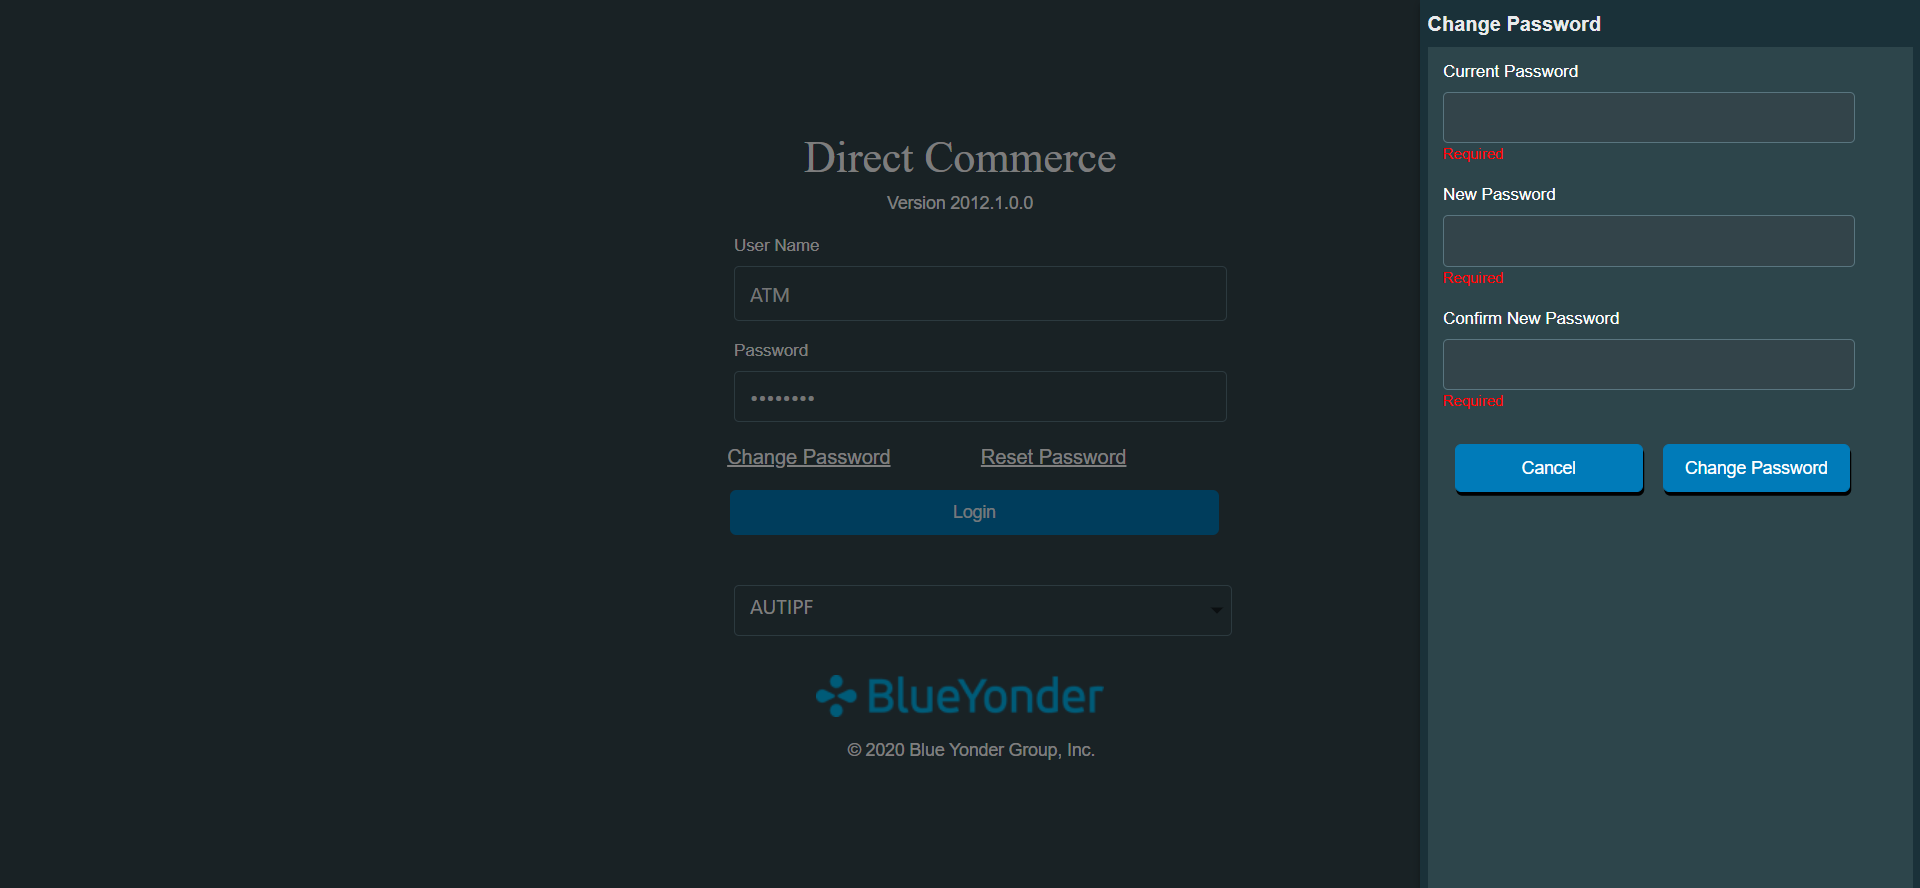 Direct Commerce
Version 2012.1.0.0
User Name
ATM
Password
••••••••
Change Password
Reset Password
Login
AUTIPF
BlueYonder
© 2020 Blue Yonder Group, Inc.
Change Password
Current Password
Required
New Password
Required
Confirm New Password
Required
Cancel
Change Password